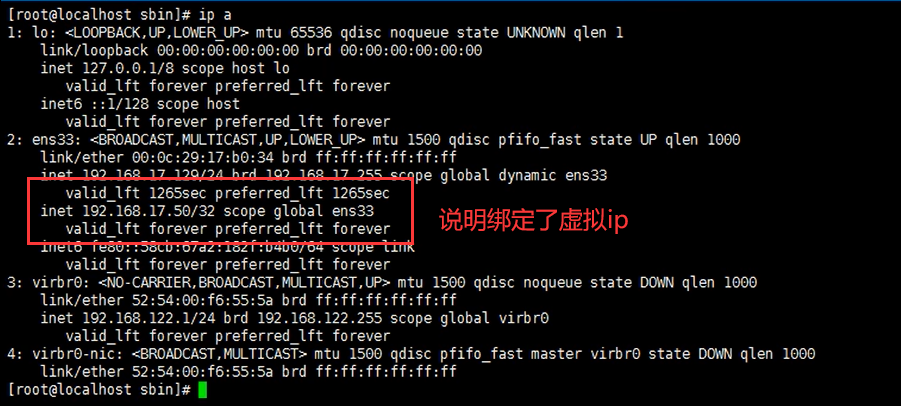 [root@localhost sbin]# ip a
1: lo: <LOOPBACK,UP,LOWER_UP> mtu 65536 qdisc noqueue state UNKNOWN qlen 1
link/loopback 00:00:00:00:00:00 brd 00:00:00:00:00:00
inet 127.0.0.1/8 scope host lo
valid_lft forever preferred_lft forever
inet6 ::1/128 scope host
valid_lft forever preferred_lft forever
2: ens33: <BROADCAST,MULTICAST,UP,LOWER_UP> mtu 1500 qdisc pfifo_fast state UP qlen 1000
link/ether 00:0c:29:17:b0:34 brd ff:ff:ff:ff:ff:ff
inet 192.168.17.129/24 brd 192.168.17.255 scope global dynamic ens33
valid_lft 1265sec preferred_lft 1265sec
inet 192.168.17.50/32 scope global ens33
说明绑定了虚拟ip
valid_lft forever preferred_lft forever
inet6 fe80::58cb:67a2:182f:b4b0/64 scope link
valid_lft forever preferred_lft forever
3: virbr0: <NO-CARRIER,BROADCAST,MULTICAST,UP> mtu 1500 qdisc noqueue state DOWN qlen 1000
link/ether 52:54:00:f6:55:5a brd ff:ff:ff:ff:ff:ff
inet 192.168.122.1/24 brd 192.168.122.255 scope global virbr0
valid_lft forever preferred_lft forever
4: virbr0-nic: <BROADCAST,MULTICAST> mtu 1500 qdisc pfifo_fast master virbr0 state DOWN qlen 1000
link/ether 52:54:00:f6:55:5a brd ff:ff:ff:ff:ff:ff
[root@localhost sbin]#